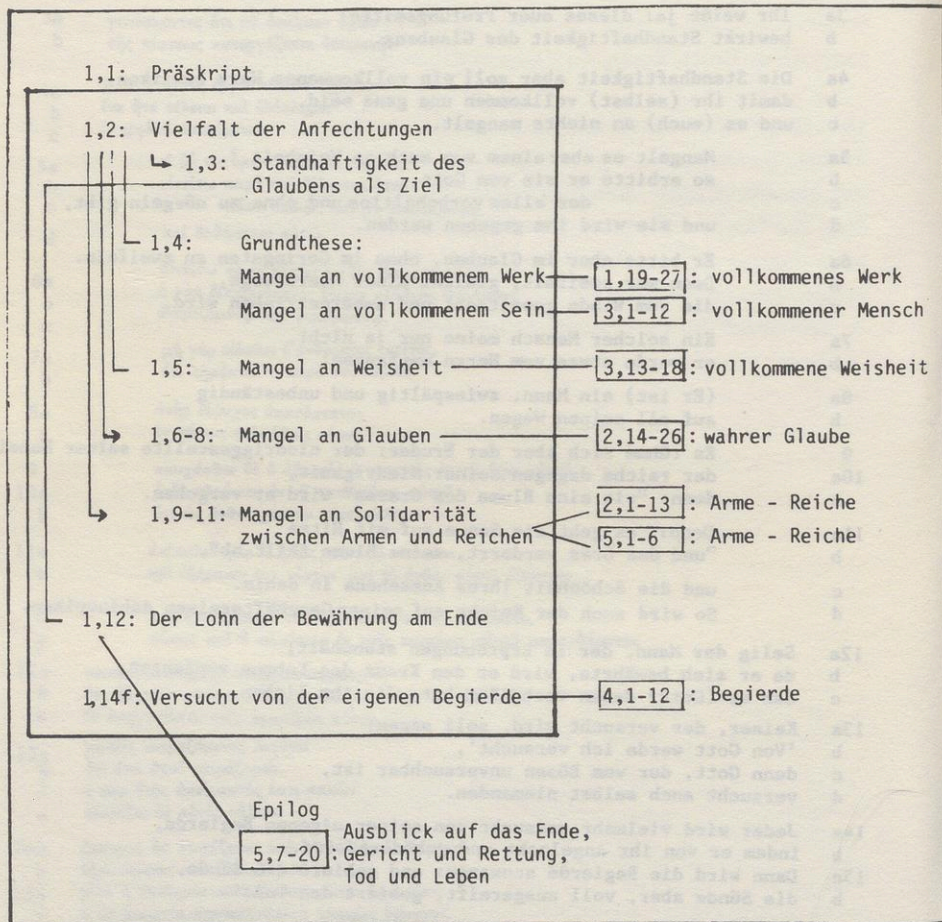 1,1: Präskript
1,2: Vielfalt der Anfechtungen
1,3: Standhaftigkeit des
Glaubens als Ziel
1,4: Grundthese:
Mangel an vollkommenem Werk 1,19-27: vollkommenes Werk
Mangel an vollkommenem Sein 3,1-12: vollkommener Mensch
1,5: Mangel an Weisheit 3,13-18: vollkommene Weisheit
1,6-8: Mangel an Glauben 2,14-26: wahrer Glaube
1,9-11: Mangel an Solidarität 2,1-13: Arme - Reiche
zwischen Armen und Reichen 5,1-6: Arme - Reiche
1,12: Der Lohn der Bewährung am Ende
1,14f: Versucht von der eigenen Begierde 4,1-12: Begierde
Epilog
Ausblick auf das Ende,
5,7-20: Gericht und Rettung,
Tod und Leben